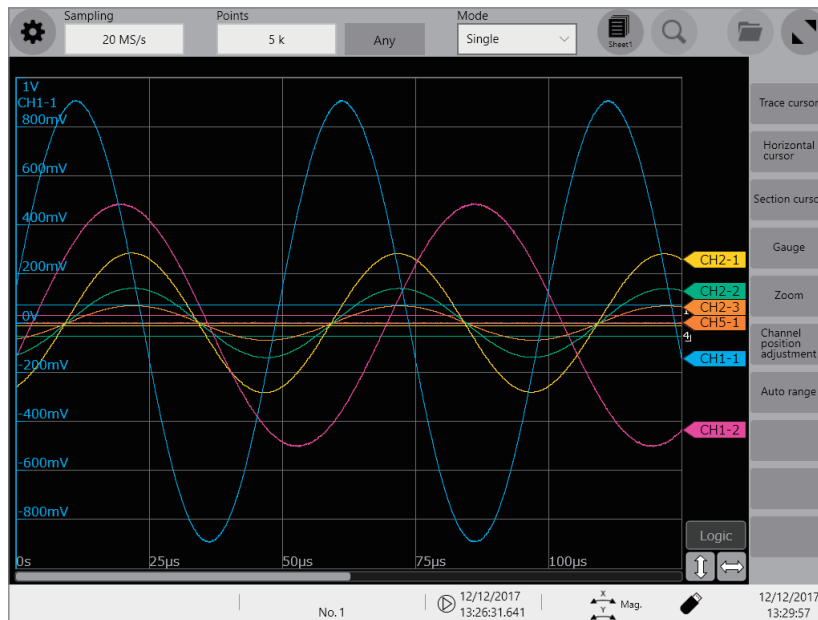 Sampling
Points
Mode
20 MS/s
5 k
Any
Single
Sheet1
1V
CH1-1
800mV
600mV
400mV
200mV
0V
-200mV
-400mV
-600mV
-800mV
0s
25µs
50µs
75µs
100µs
CH2-1
CH2-2
CH2-3
1
CH5-1
4
CH1-1
CH1-2
Logic
Trace cursor
Horizontal
cursor
Section curso
Gauge
Zoom
Channel
position
adjustment
Auto range
No. 1
12/12/2017
13:26:31.641
X
Y
Mag.
12/12/2017
13:29:57